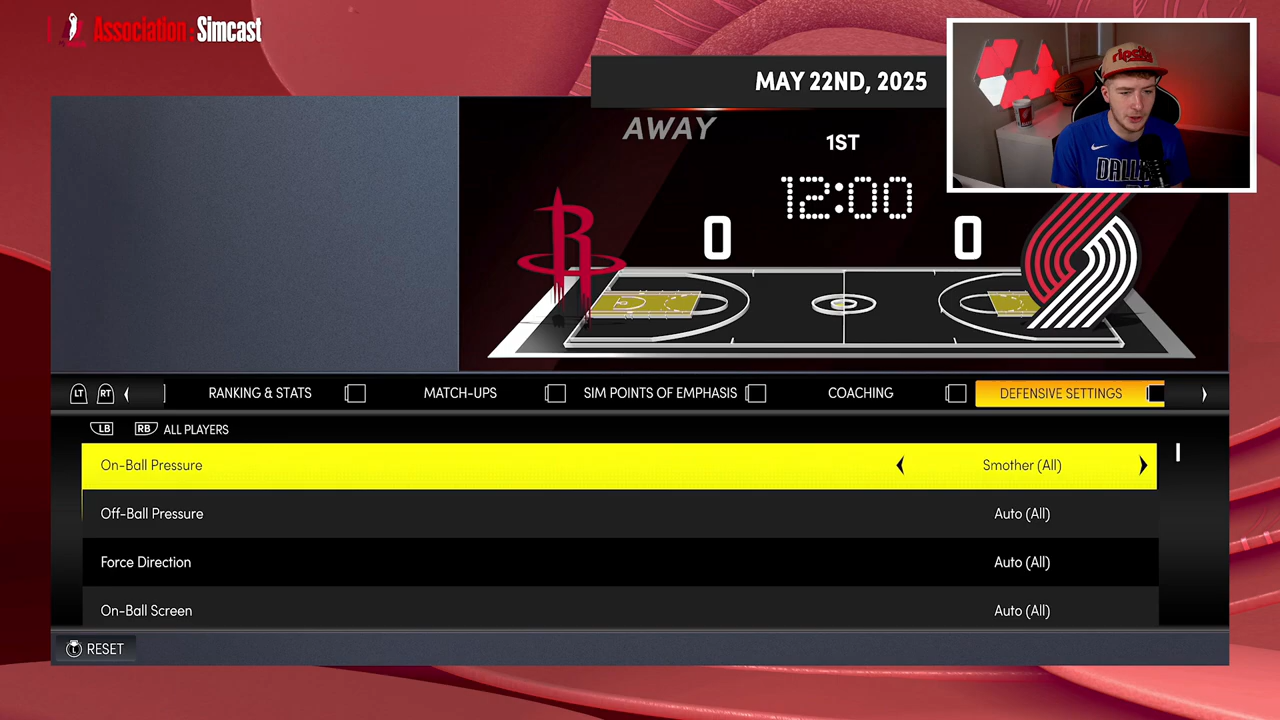 Association: Simcast
MAY 22ND, 2025
AWAY
1ST
12:00
0
0
R
ripcity
DALL
LT RT
RANKING & STATS
MATCH-UPS
SIM POINTS OF EMPHASIS
COACHING
DEFENSIVE SETTINGS
LB RB ALL PLAYERS
On-Ball Pressure Smother (All)
Off-Ball Pressure Auto (All)
Force Direction Auto (All)
On-Ball Screen Auto (All)
RESET